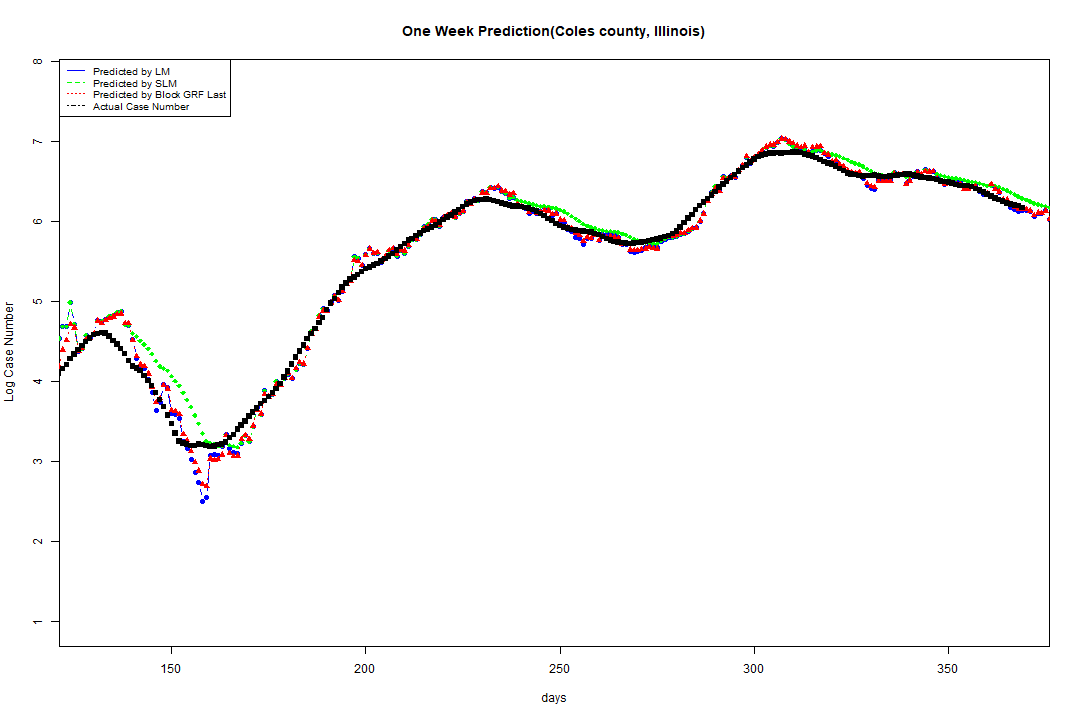 One Week Prediction(Coles county, Illinois)
Predicted by LM
Predicted by SLM
Predicted by Block GRF Last
Actual Case Number
8
7
6
5
4
3
2
1
Log Case Number
150 200 250 300 350
days